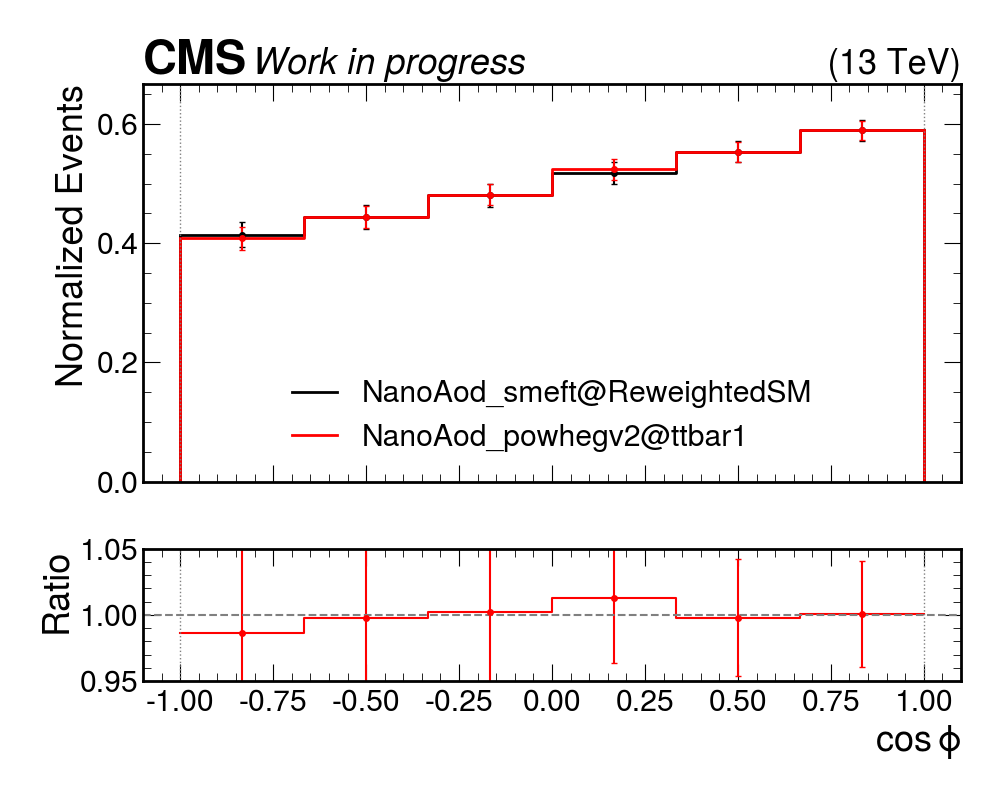 CMS Work in progress (13 TeV)
Normalized Events
0.6
0.4
0.2
0.0
NanoAod_smeft@ReweightedSM
NanoAod_powhegv2@ttbar1
Ratio
1.05
1.00
0.95
-1.00 -0.75 -0.50 -0.25 0.00 0.25 0.50 0.75 1.00
cos ϕ